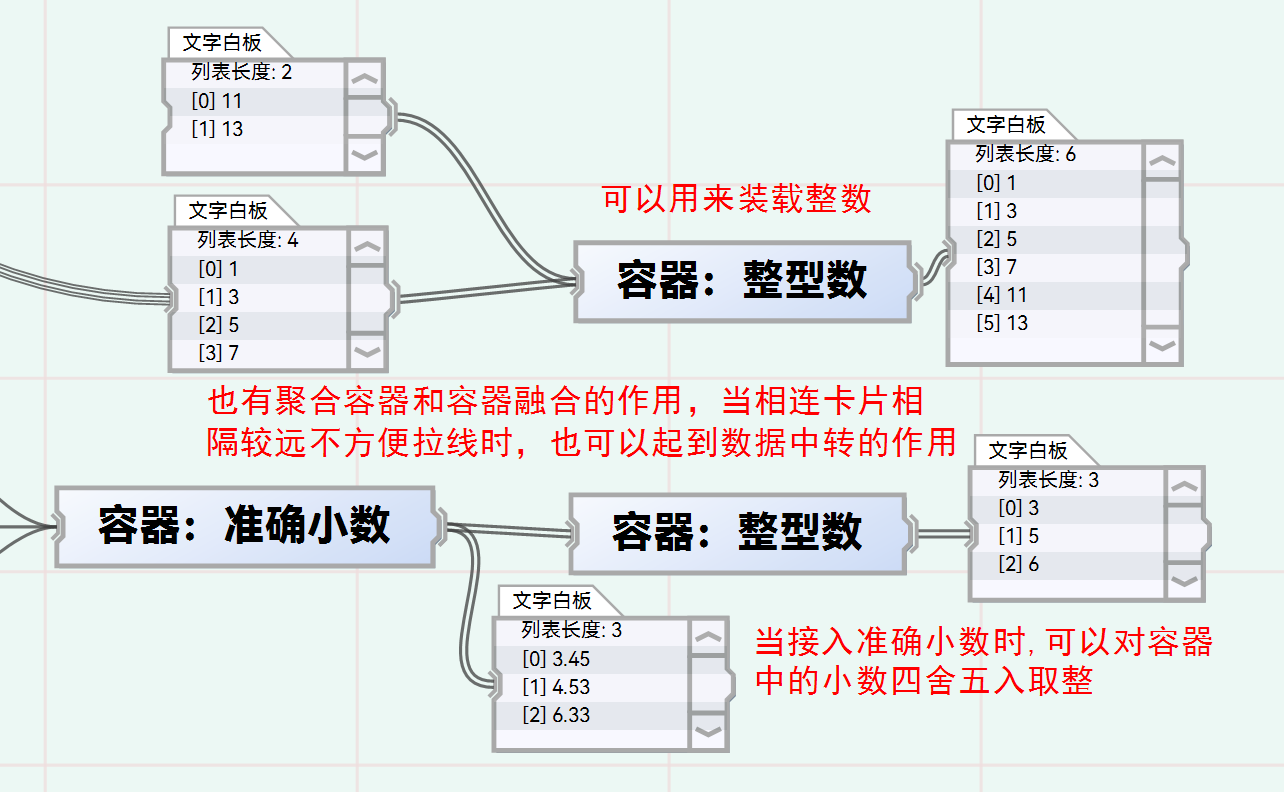 文字白板
列表长度: 2
[0] 11
[1] 13
文字白板
列表长度: 4
[0] 1
[1] 3
[2] 5
[3] 7
可以用来装载整数
容器：整型数
文字白板
列表长度: 6
[0] 1
[1] 3
[2] 5
[3] 7
[4] 11
[5] 13
也有聚合容器和容器融合的作用，当相连卡片相
隔较远不方便拉线时，也可以起到数据中转的作用
容器：准确小数
容器：整型数
文字白板
列表长度: 3
[0] 3
[1] 5
[2] 6
文字白板
列表长度: 3
[0] 3.45
[1] 4.53
[2] 6.33
当接入准确小数时, 可以对容器
中的小数四舍五入取整